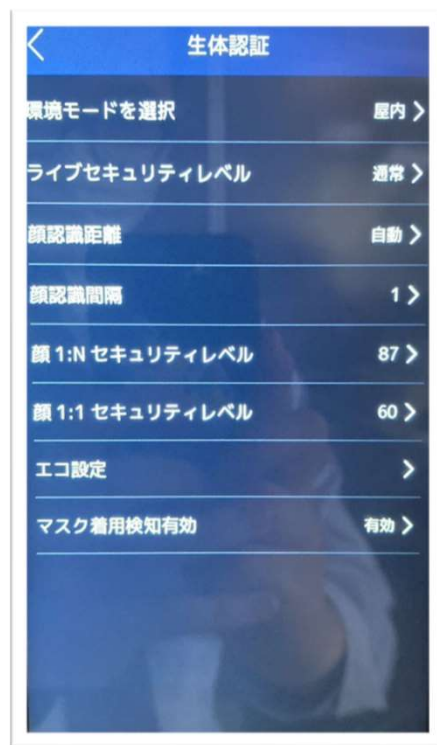 生体認証
環境モードを選択 屋内
ライブセキュリティレベル 通常
顔認識距離 自動
顔認識間隔 1
顔 1:N セキュリティレベル 87
顔 1:1 セキュリティレベル 60
エコ設定
マスク着用検知有効 有効